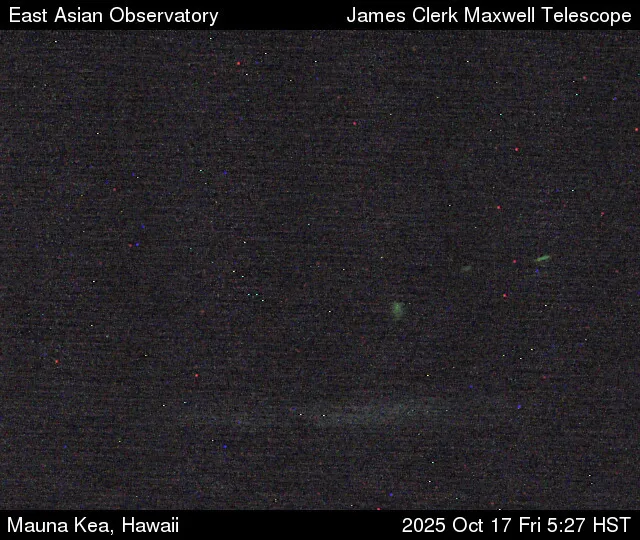 East Asian Observatory
James Clerk Maxwell Telescope
Mauna Kea, Hawaii
2025 Oct 17 Fri 5:27 HST